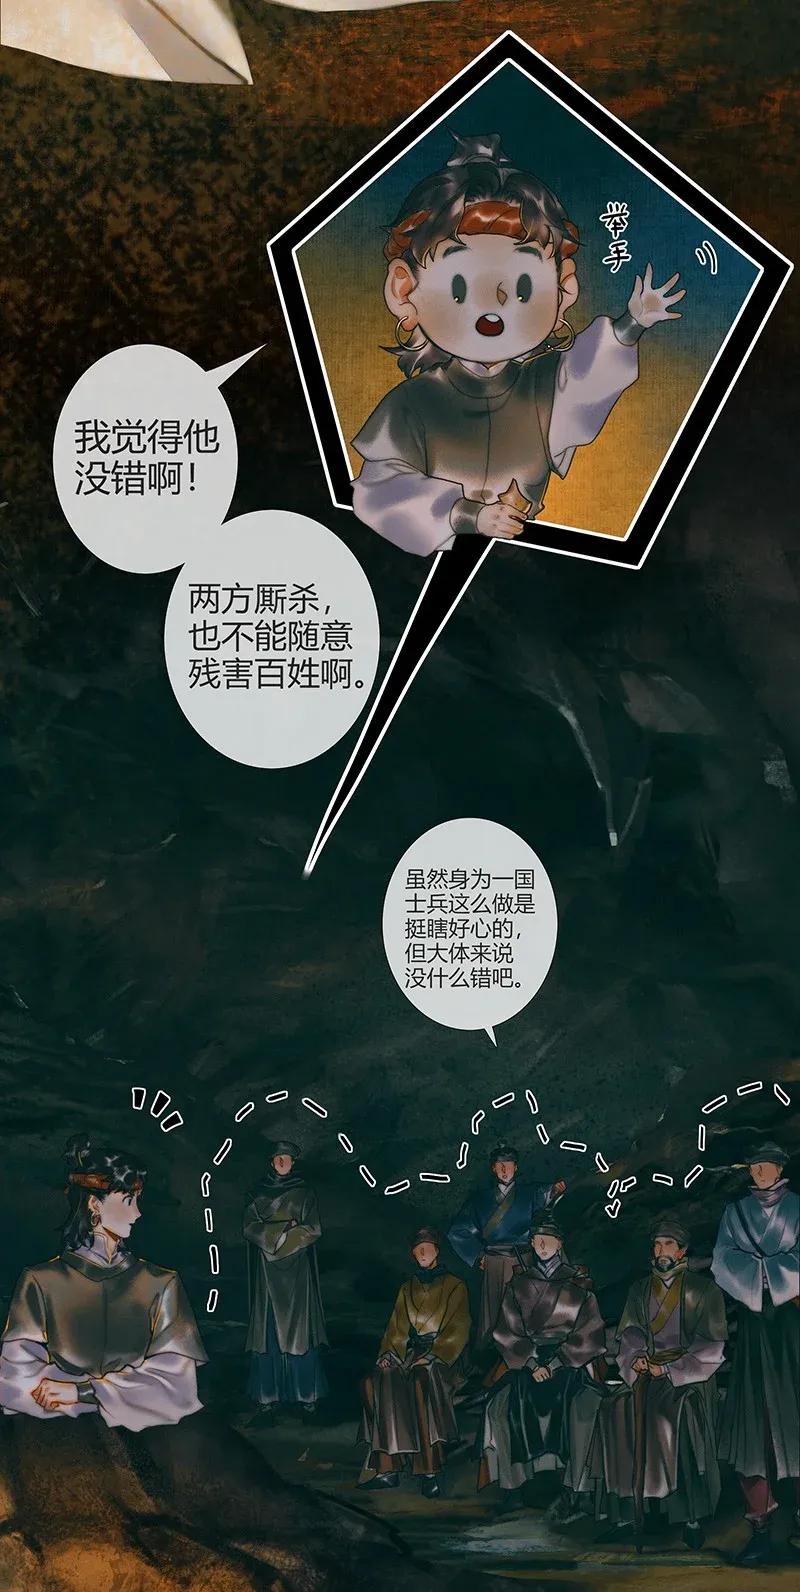 举手
我觉得他
没错啊！
两方厮杀，
也不能随意
残害百姓啊。
虽然身为一国
士兵这么做是
挺瞎好心的，
但大体来说
没什么错吧。